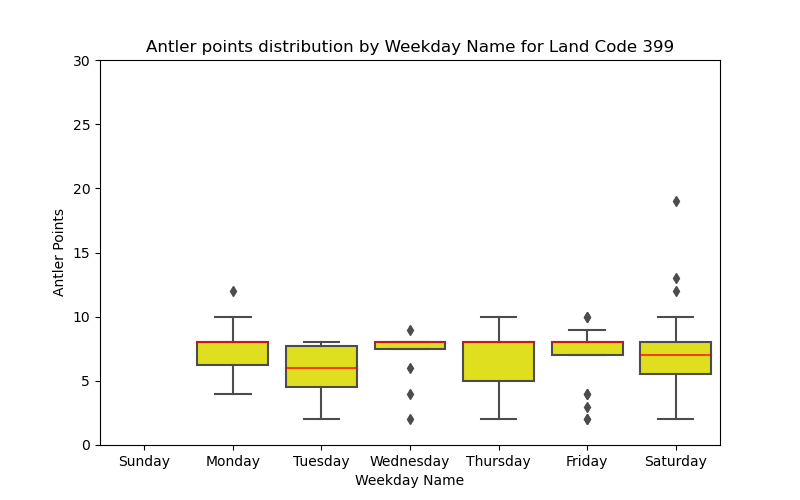 Antler points distribution by Weekday Name for Land Code 399
30
25
20
15
10
5
0
Antler Points
Sunday Monday Tuesday Wednesday Thursday Friday Saturday
Weekday Name